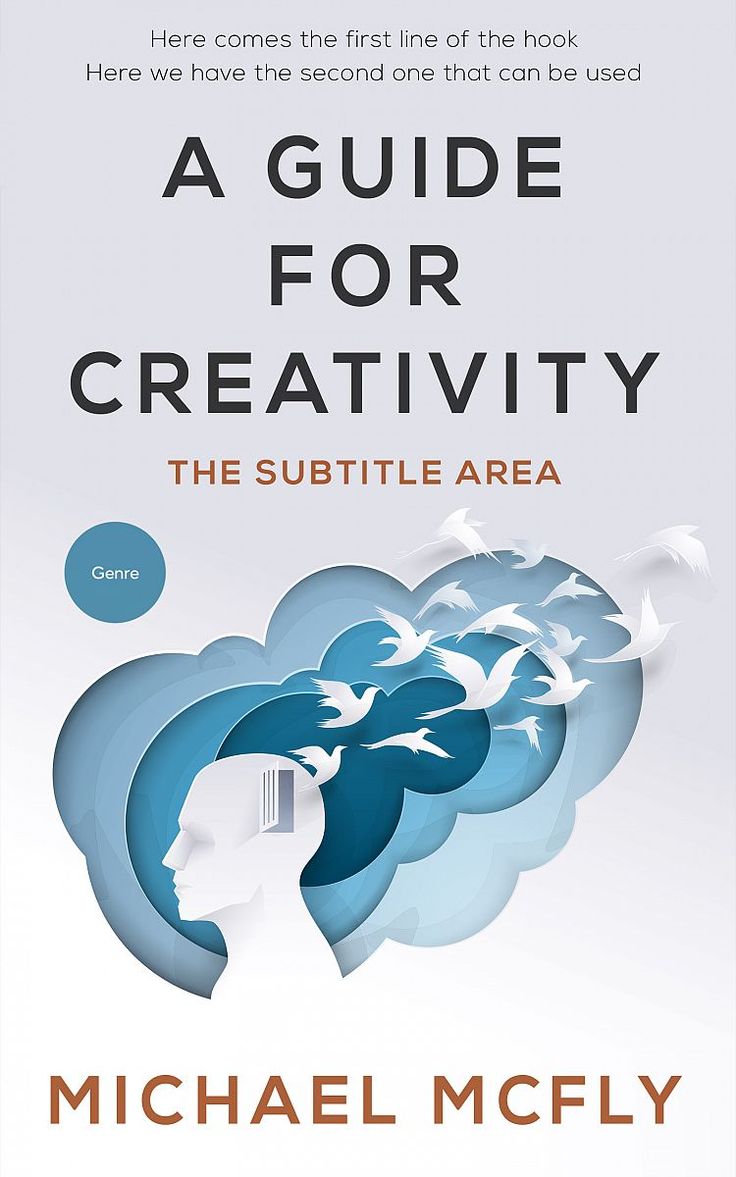 Here comes the first line of the hook
Here we have the second one that can be used
A GUIDE
FOR
CREATIVITY
THE SUBTITLE AREA
Genre
MICHAEL MCFLY